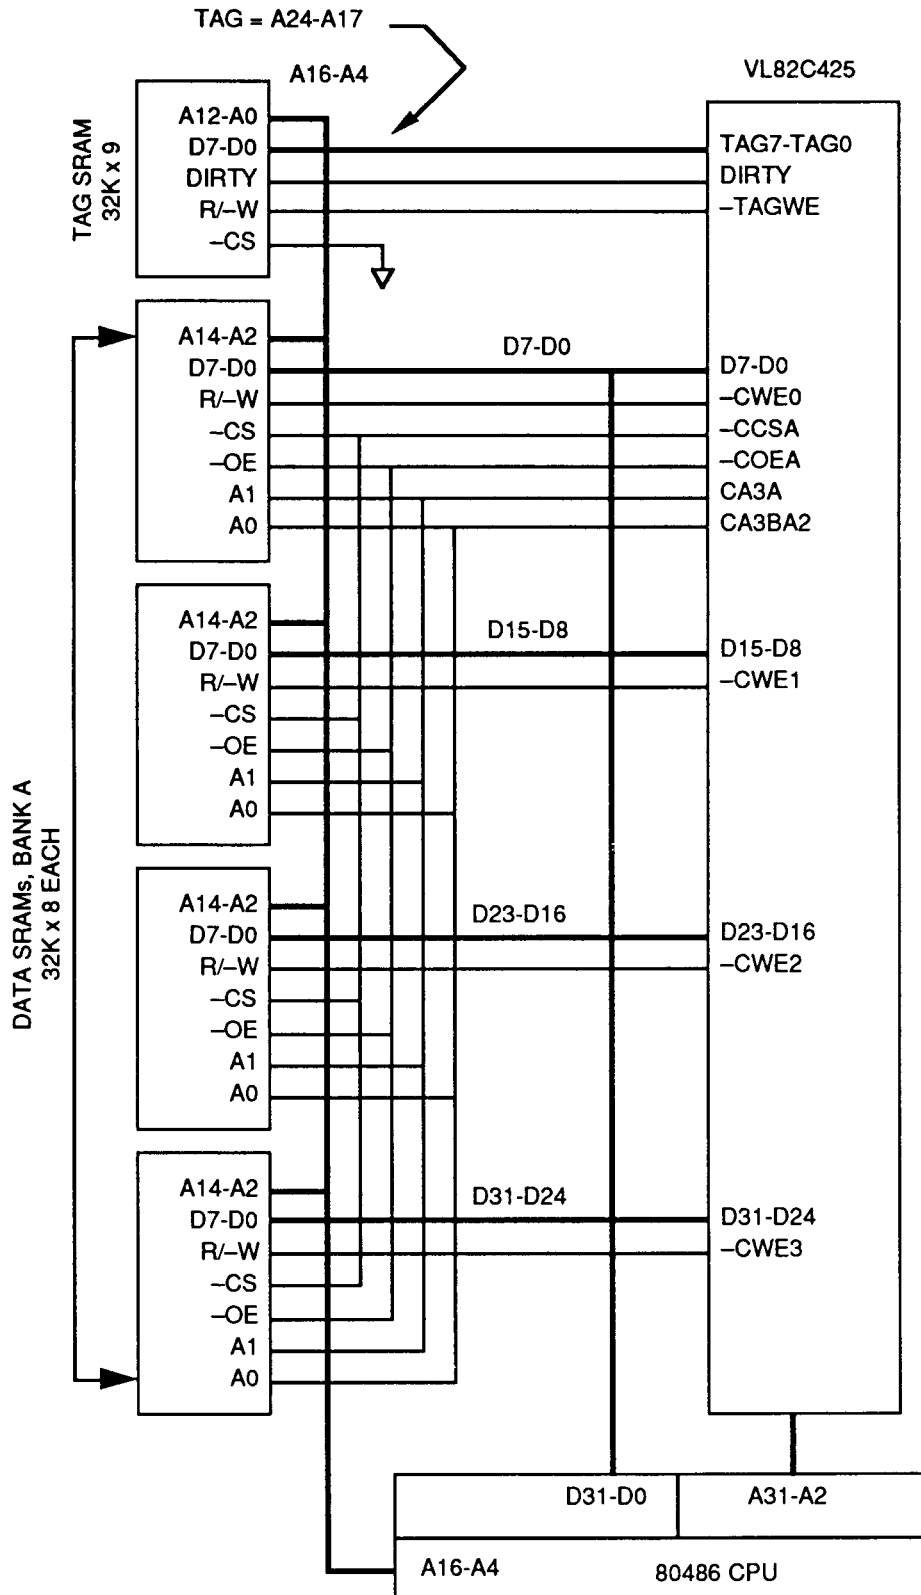 TAG = A24-A17
A16-A4
VL82C425
TAG SRAM
32K x 9
A12-A0
D7-D0
DIRTY
R/–W
–CS
TAG7-TAG0
DIRTY
–TAGWE
DATA SRAMs, BANK A
32K x 8 EACH
A14-A2
D7-D0
R/–W
–CS
–OE
A1
A0
D7-D0
D7-D0
–CWE0
–CCSA
–COEA
CA3A
CA3BA2
A14-A2
D7-D0
R/–W
–CS
–OE
A1
A0
D15-D8
D15-D8
–CWE1
A14-A2
D7-D0
R/–W
–CS
–OE
A1
A0
D23-D16
D23-D16
–CWE2
A14-A2
D7-D0
R/–W
–CS
–OE
A1
A0
D31-D24
D31-D24
–CWE3
D31-D0
A31-A2
A16-A4
80486 CPU